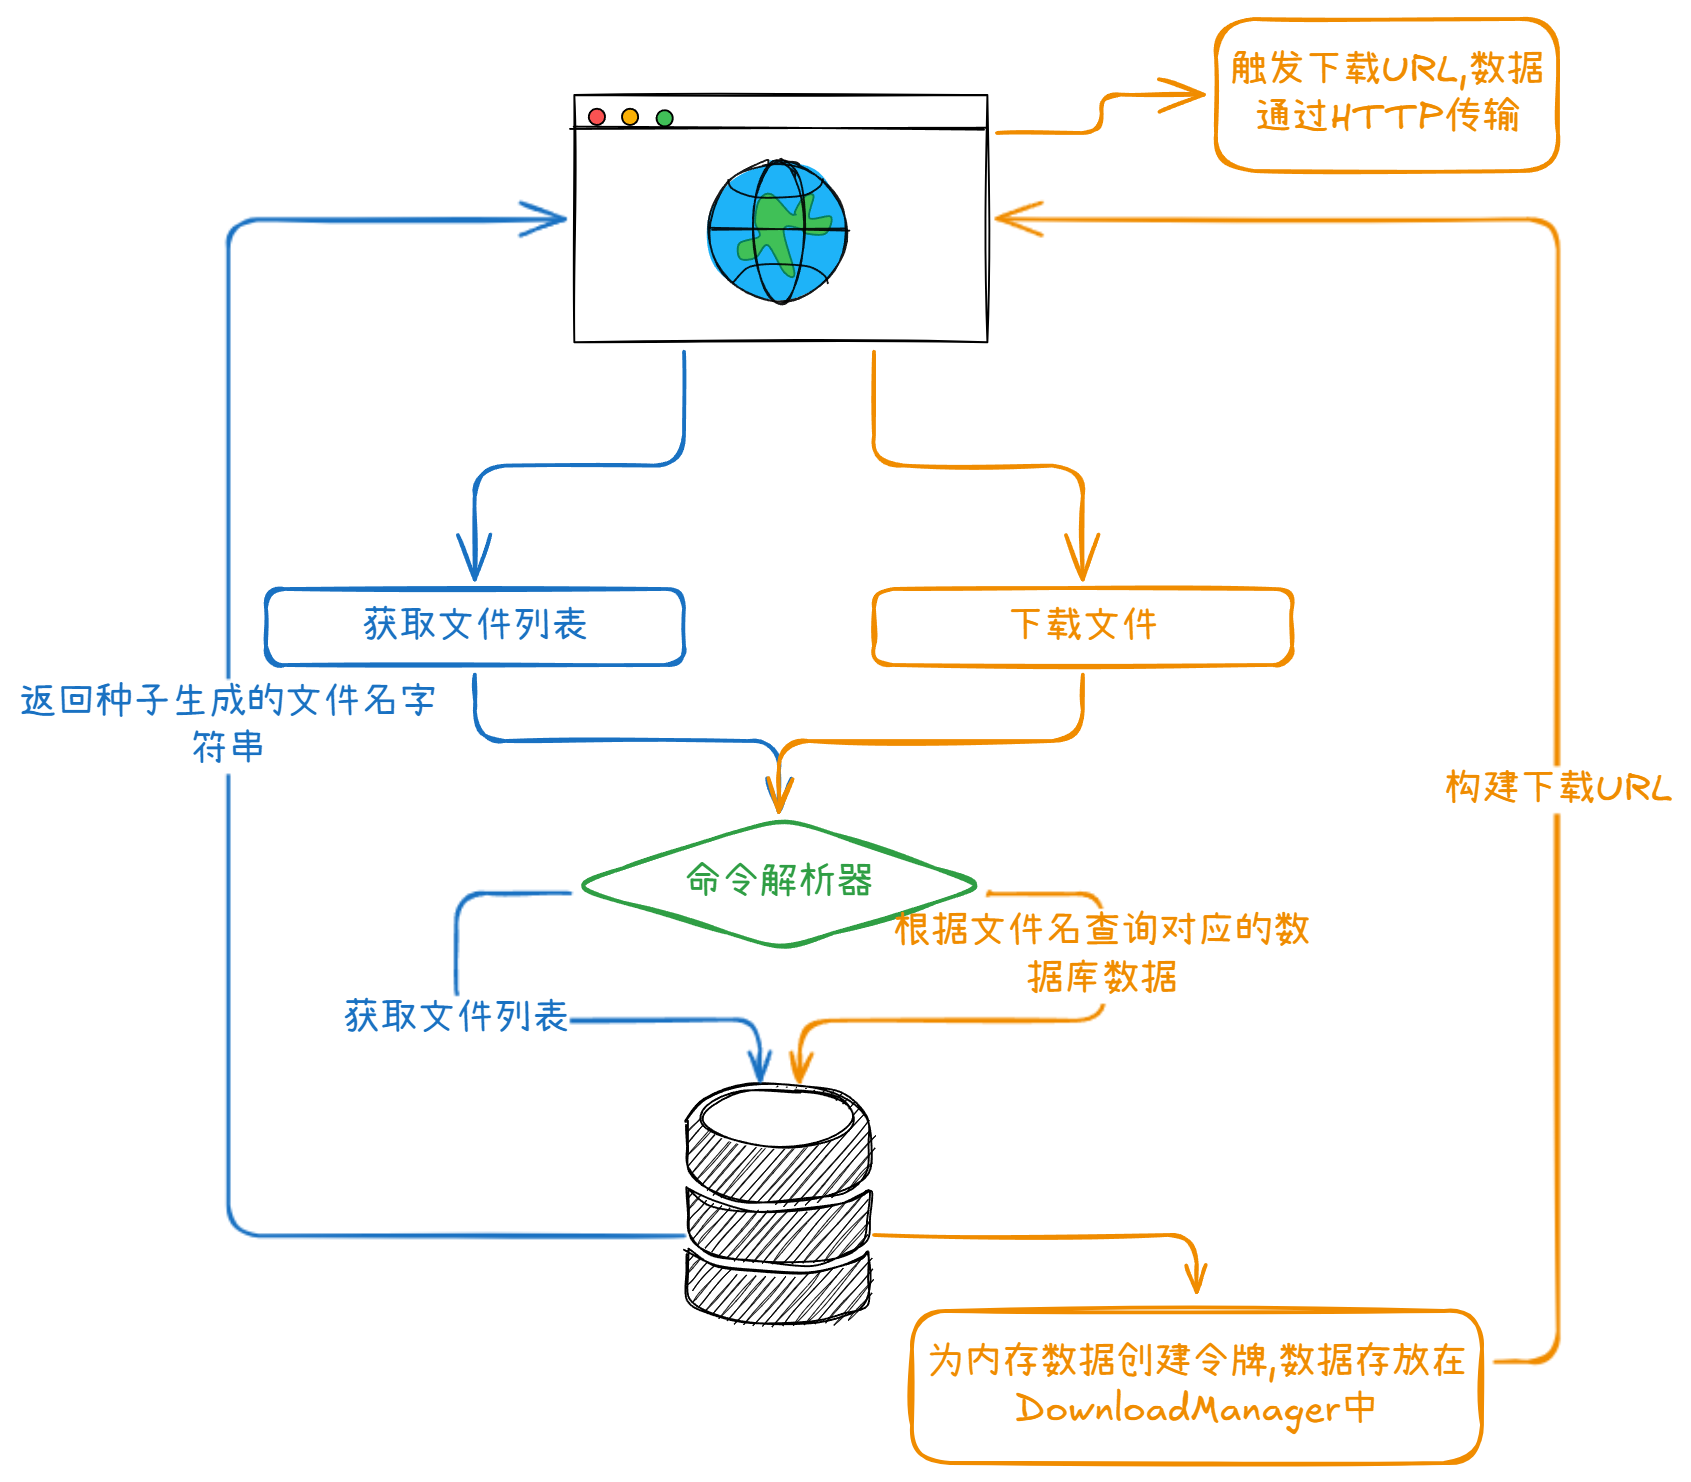 触发下载URL,数据
通过HTTP传输
获取文件列表
下载文件
返回种子生成的文件名字
符串
构建下载URL
命令解析器
根据文件名查询对应的数
据库数据
获取文件列表
为内存数据创建令牌,数据存放在
DownloadManager中